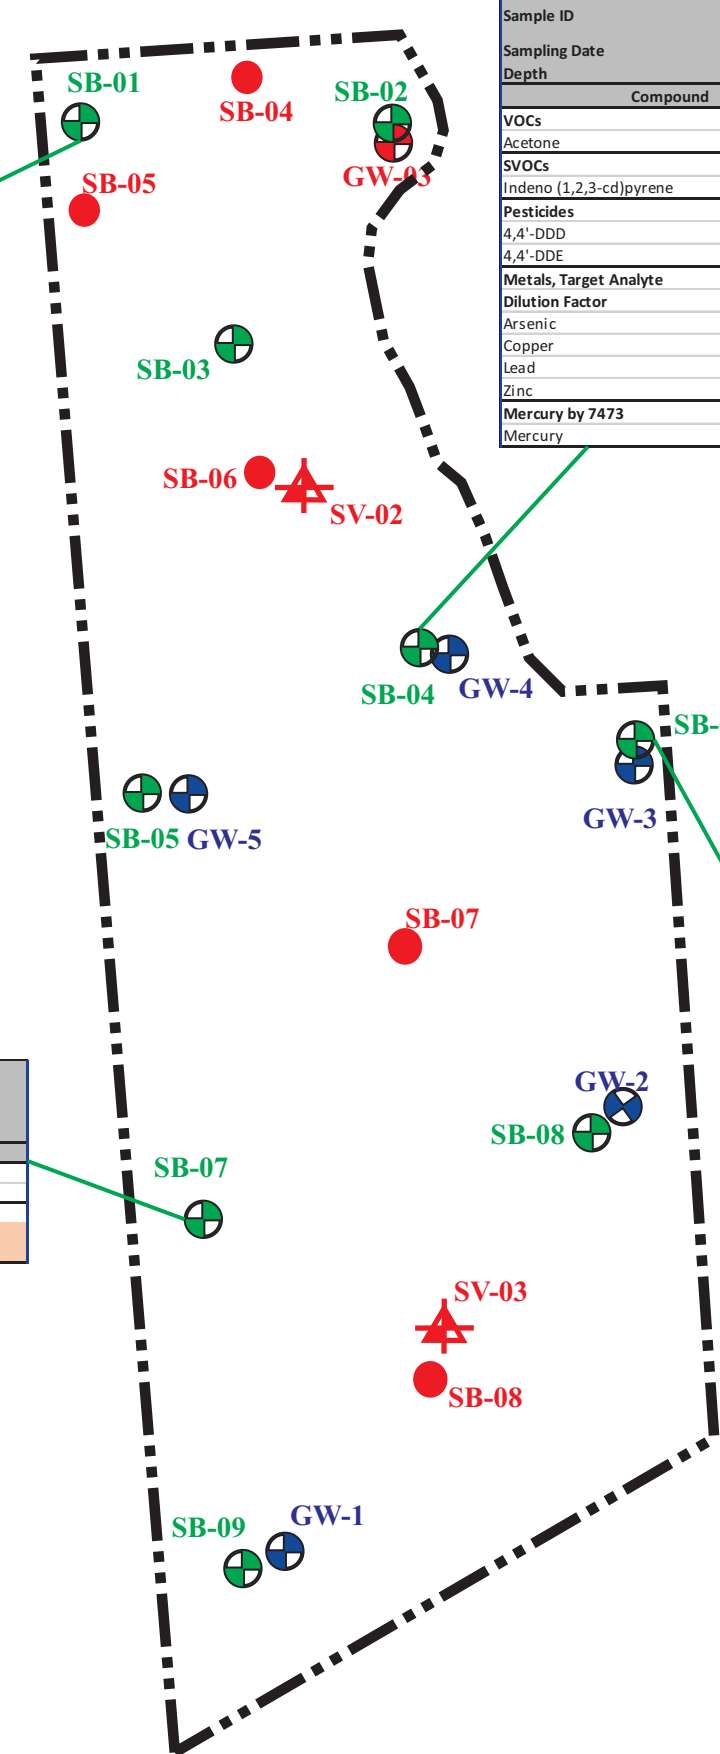 Sample ID
Sampling Date
Depth
Compound
VOCs
Acetone
SVOCs
Indeno (1,2,3-cd)pyrene
Pesticides
4,4'-DDD
4,4'-DDE
Metals, Target Analyte
Dilution Factor
Arsenic
Copper
Lead
Zinc
Mercury by 7473
Mercury
SB-01
SB-04
SB-02
GW-03
SB-05
SB-03
SB-06
SV-02
SB-04
GW-4
SB-
GW-3
SB-05
GW-5
SB-07
GW-2
SB-08
SB-07
SV-03
SB-08
GW-1
SB-09